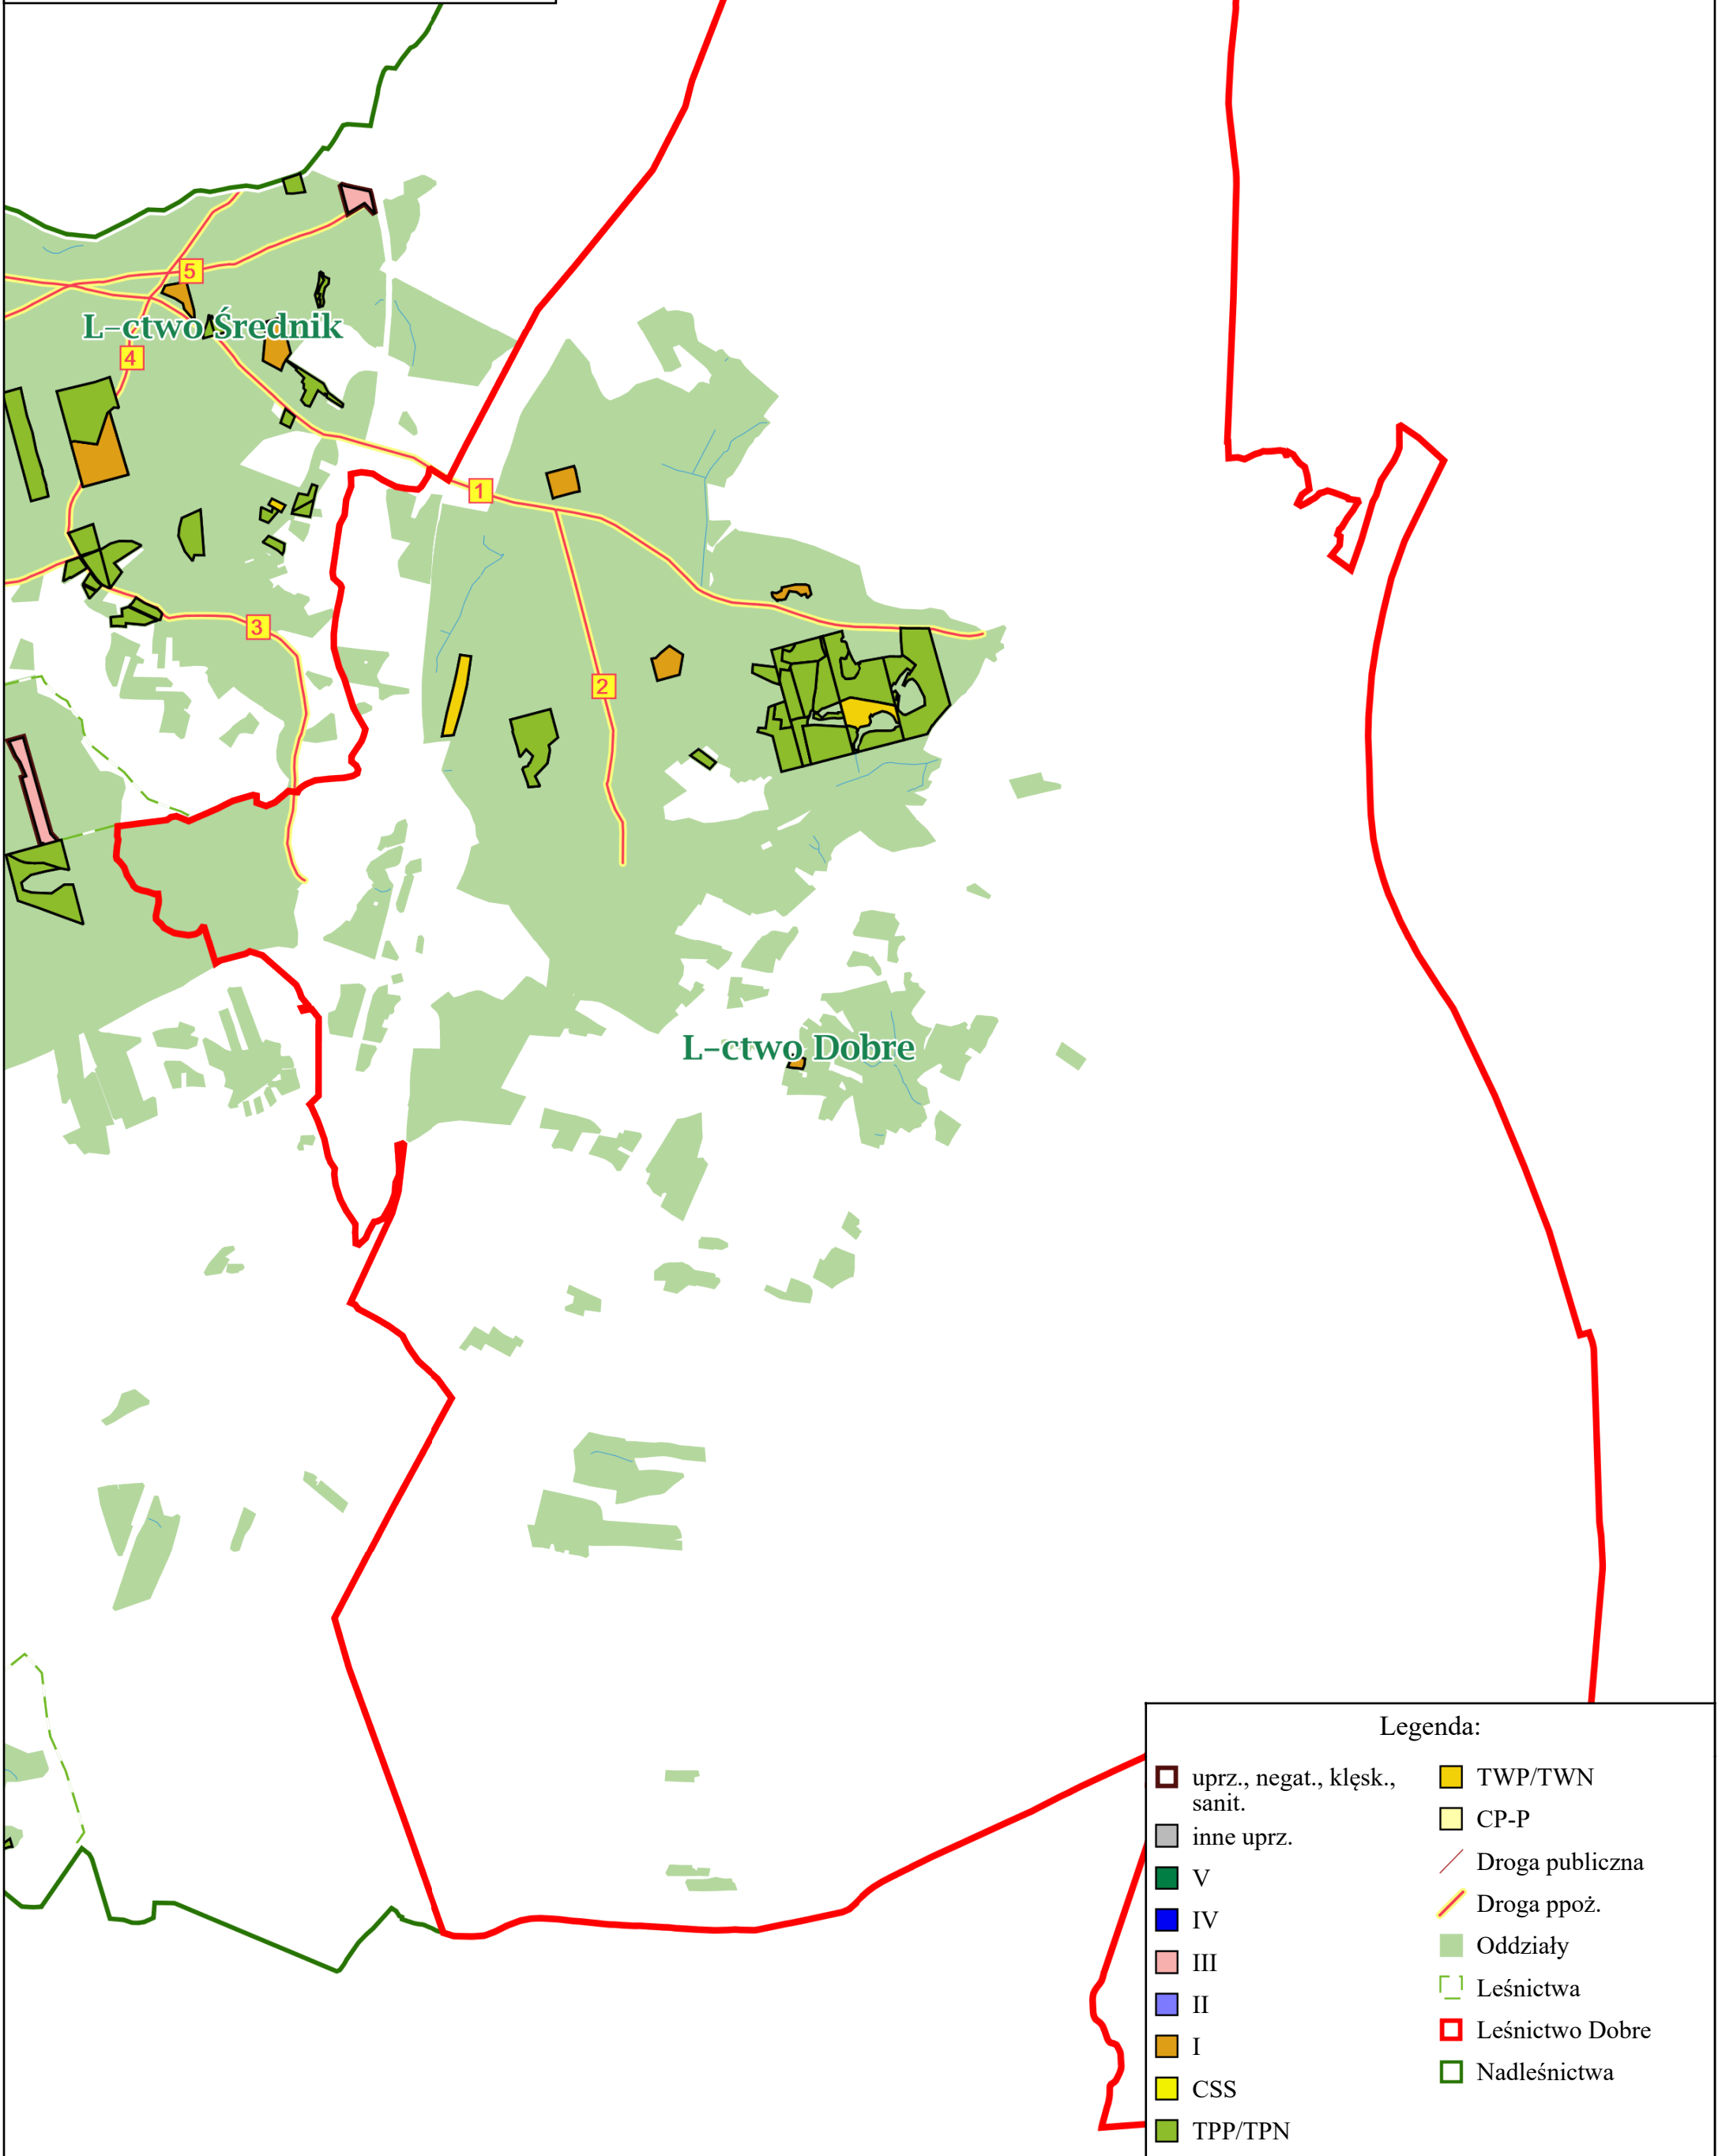 5
L-ctwo Średnik
4
1
3
2
L-ctwo Dobre
Legenda:
uprz., negat., klęsk.,
sanit.
inne uprz.
V
IV
III
II
I
CSS
TPP/TPN
TWP/TWN
CP-P
Droga publiczna
Droga ppoż.
Oddziały
Leśnictwa
Leśnictwo Dobre
Nadleśnictwa